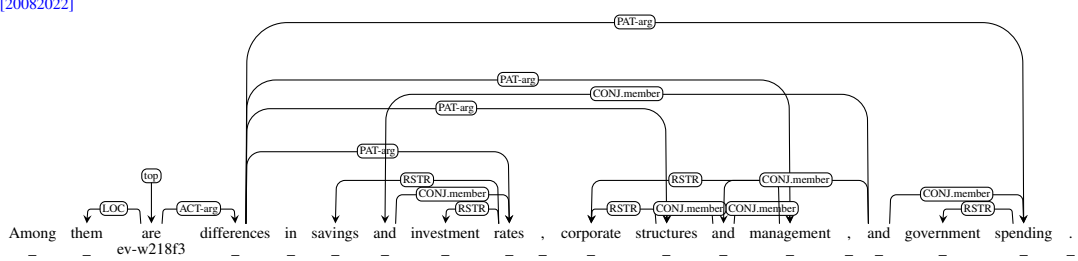 [20082022]
PAT-arg
PAT-arg
CONJ.member
PAT-arg
PAT-arg
top
RSTR
RSTR
CONJ.member
CONJ.member
CONJ.member
LOC
ACT-arg
RSTR
RSTR
CONJ.member
CONJ.member
RSTR
Among them are differences in savings and investment rates , corporate structures and management , and government spending .
ev-w218f3
_ _ _ _ _ _ _ _ _ _ _ _ _ _ _ _ _ _